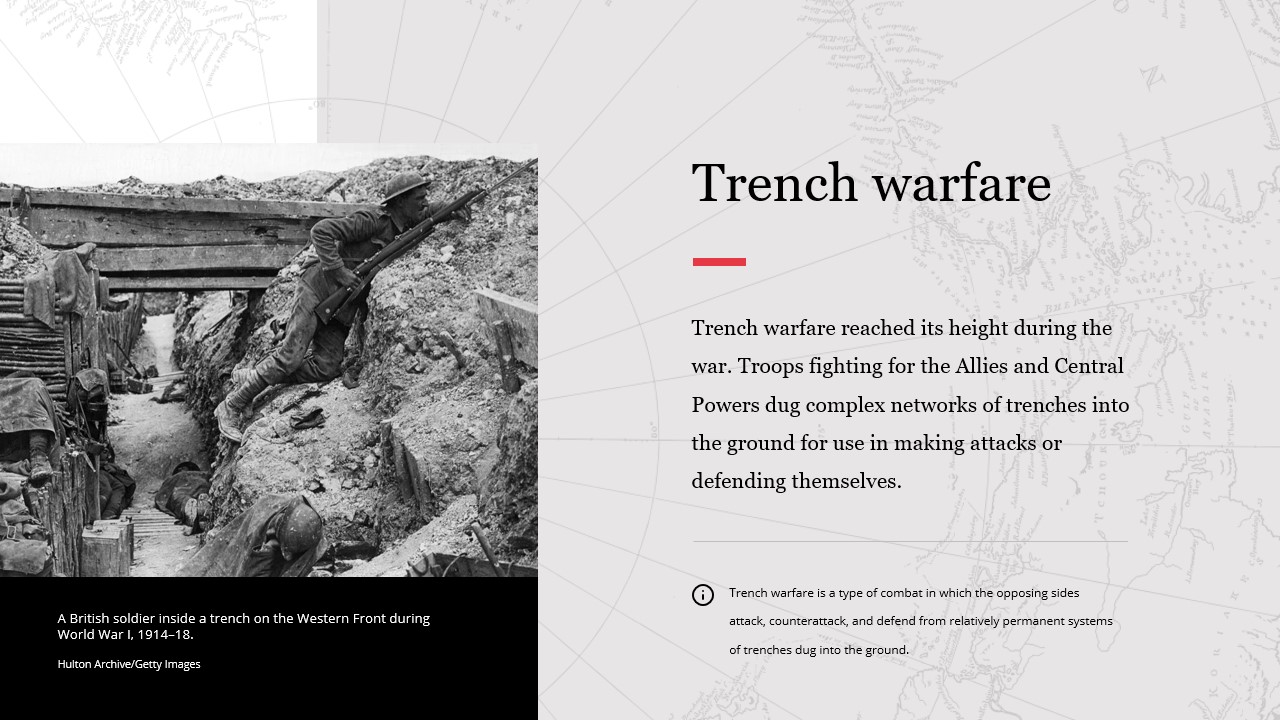 Trench warfare
Trench warfare reached its height during the
war. Troops fighting for the Allies and Central
Powers dug complex networks of trenches into
the ground for use in making attacks or
defending themselves.
Trench warfare is a type of combat in which the opposing sides
attack, counterattack, and defend from relatively permanent systems
of trenches dug into the ground.
A British soldier inside a trench on the Western Front during
World War I, 1914–18.
Hulton Archive/Getty Images